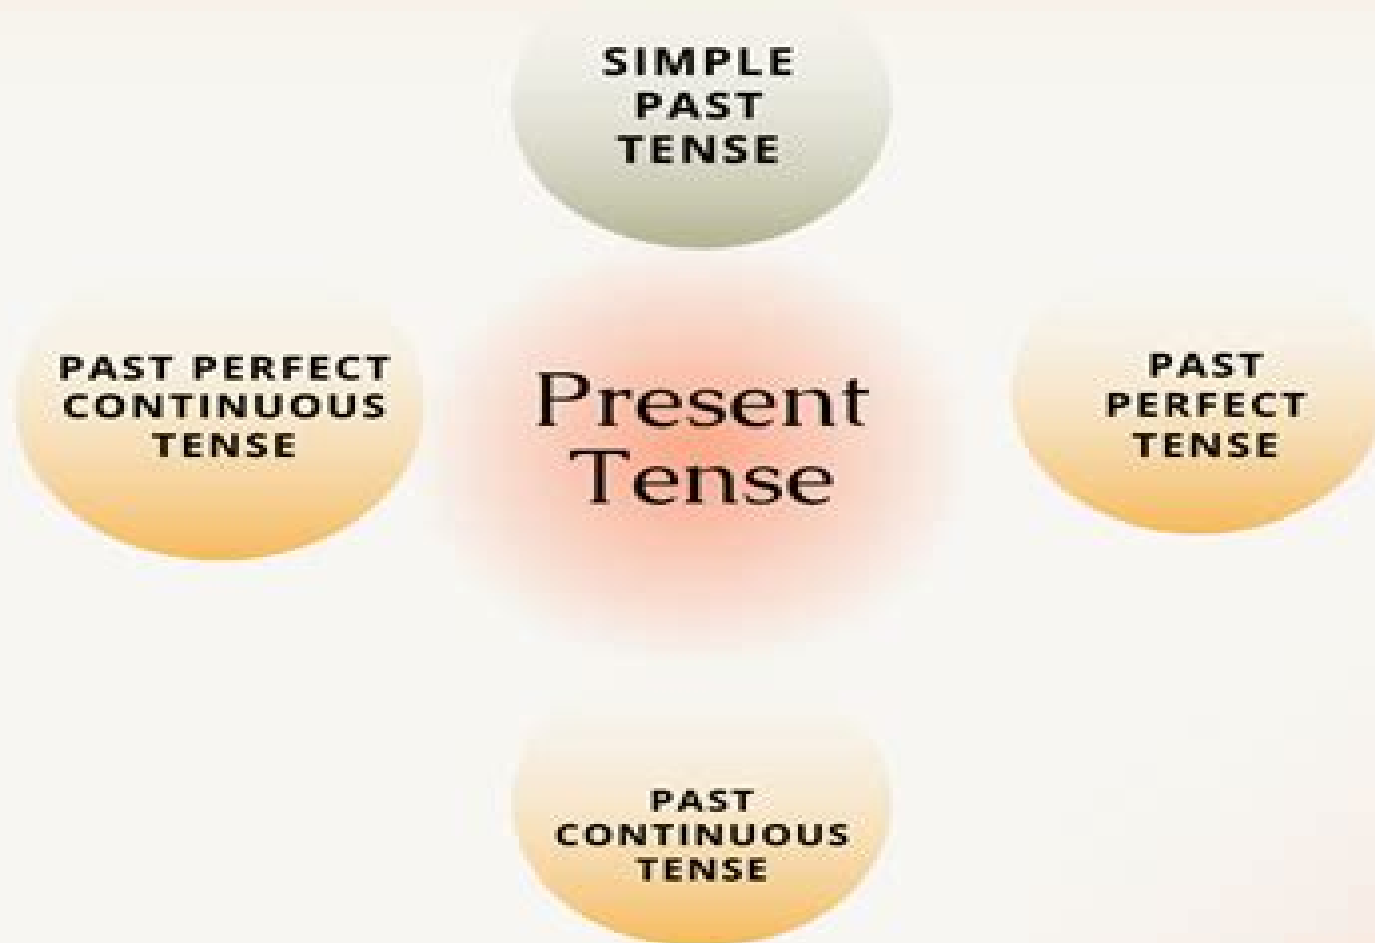 SIMPLE
PAST
TENSE
PAST PERFECT
CONTINUOUS
TENSE
Present
Tense
PAST
PERFECT
TENSE
PAST
CONTINUOUS
TENSE